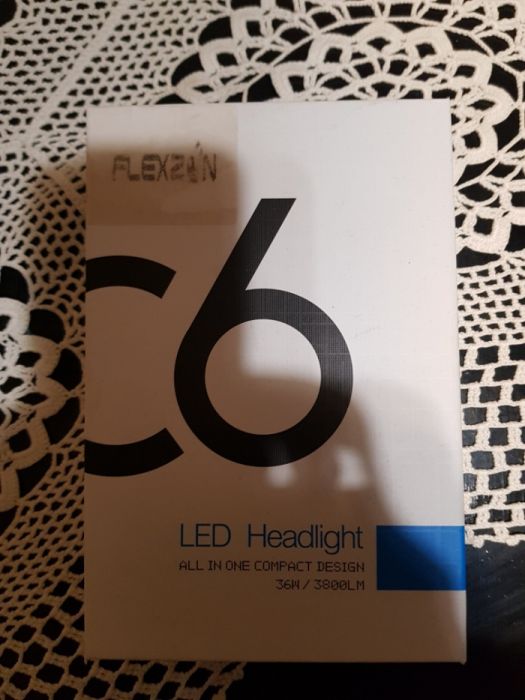 FLEXZON
C6
LED Headlight
ALL IN ONE COMPACT DESIGN
36W / 3800LM